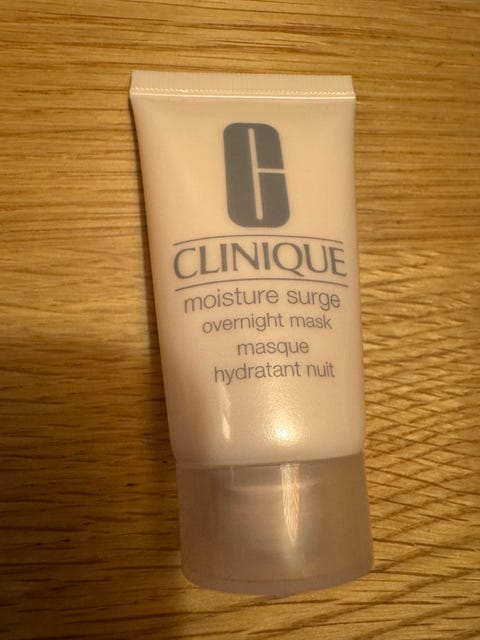 CLINIQUE
moisture surge
overnight mask
masque
hydratant nuit